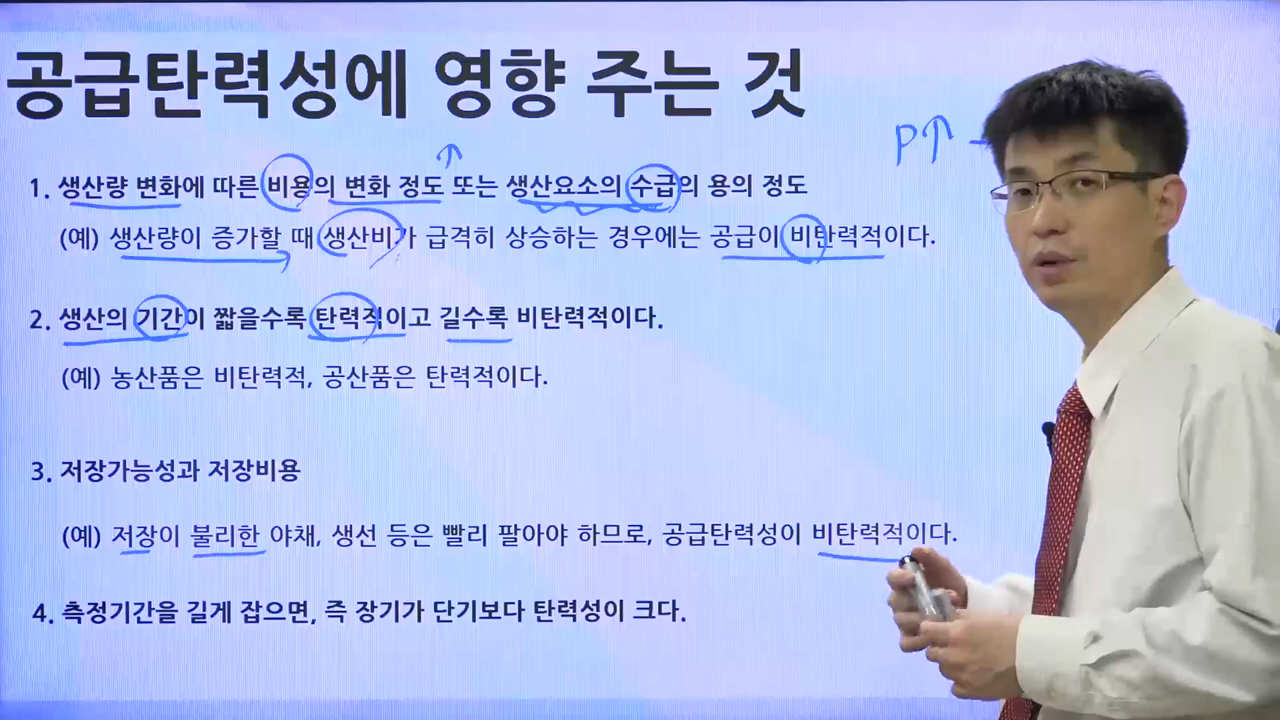 공급탄력성에 영향 주는 것
P↑
↑
1. 생산량 변화에 따른 비용의 변화 정도 또는 생산요소의 수급의 용의 정도
(예) 생산량이 증가할 때 생산비가 급격히 상승하는 경우에는 공급이 비탄력적이다.
2. 생산의 기간이 짧을수록 탄력적이고 길수록 비탄력적이다.
(예) 농산품은 비탄력적, 공산품은 탄력적이다.
3. 저장가능성과 저장비용
(예) 저장이 불리한 야채, 생선 등은 빨리 팔아야 하므로, 공급탄력성이 비탄력적이다.
4. 측정기간을 길게 잡으면, 즉 장기가 단기보다 탄력성이 크다.